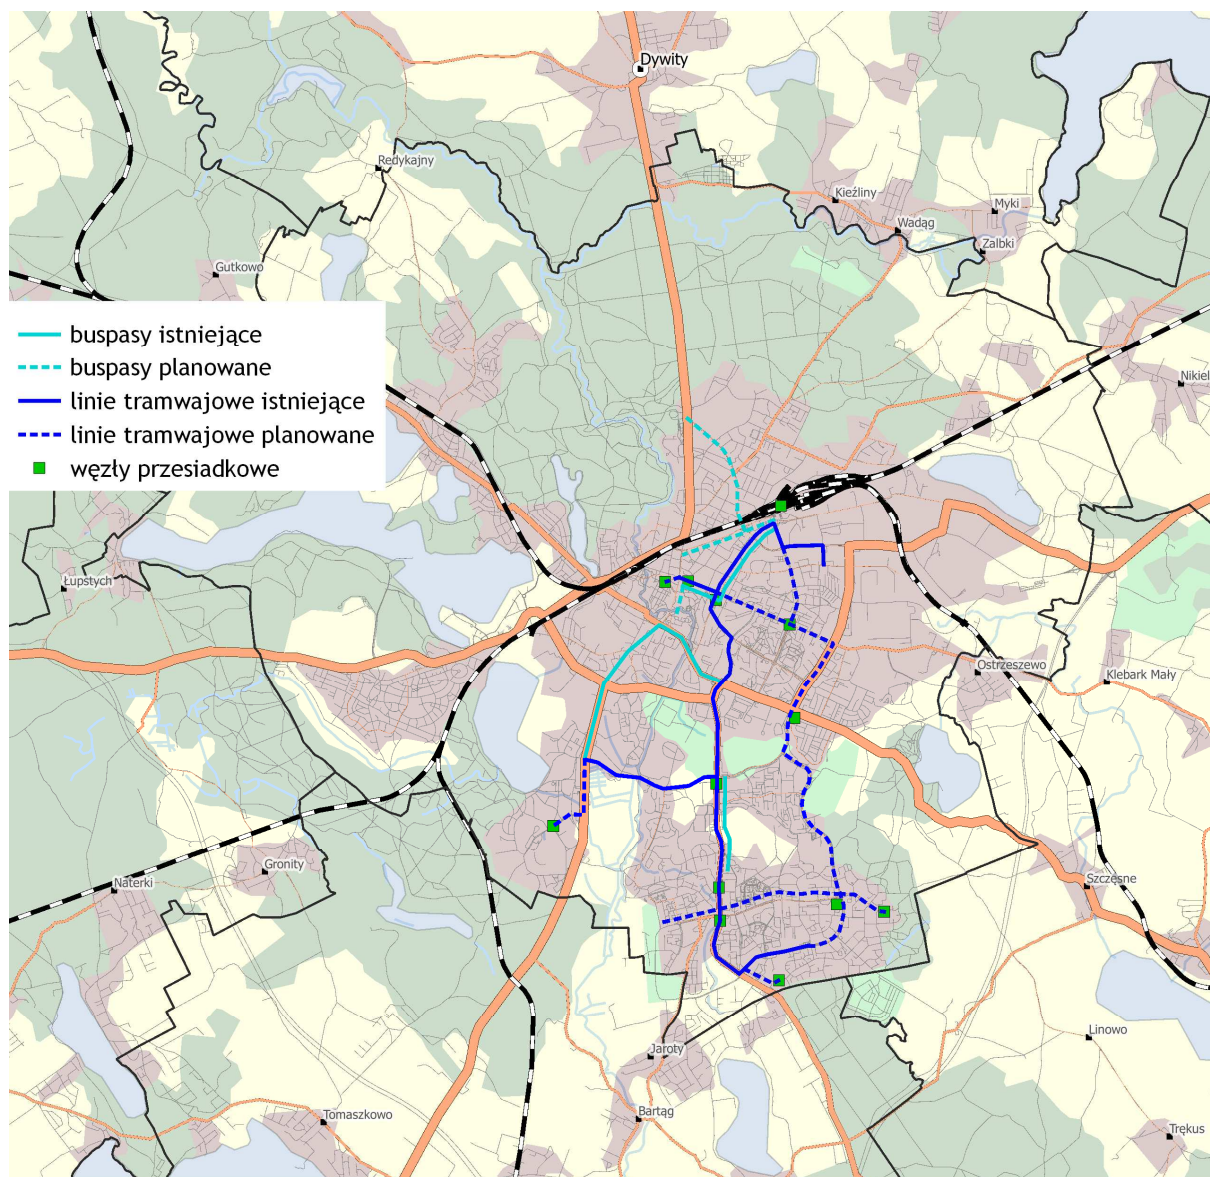 Dywity
Redykajny
Kieźliny
Myki
Wadąg
Zalbki
Gutkowo
buspasy istniejące
buspasy planowane
linie tramwajowe istniejące
linie tramwajowe planowane
węzły przesiadkowe
Nikiel
Łupstych
Ostrzeszewo
Klebark Mały
Gronity
Naterki
Szczęsne
Linowo
Jaroty
Bartąg
Tomaszkowo
Trękus